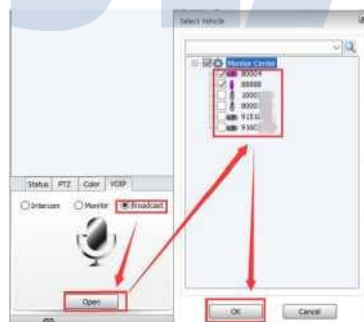 Select Vehicle
Monitor Center
80004
88888
Status PTZ Color VOIP
Intercom Monitor Broadcast
Open
OK Cancel